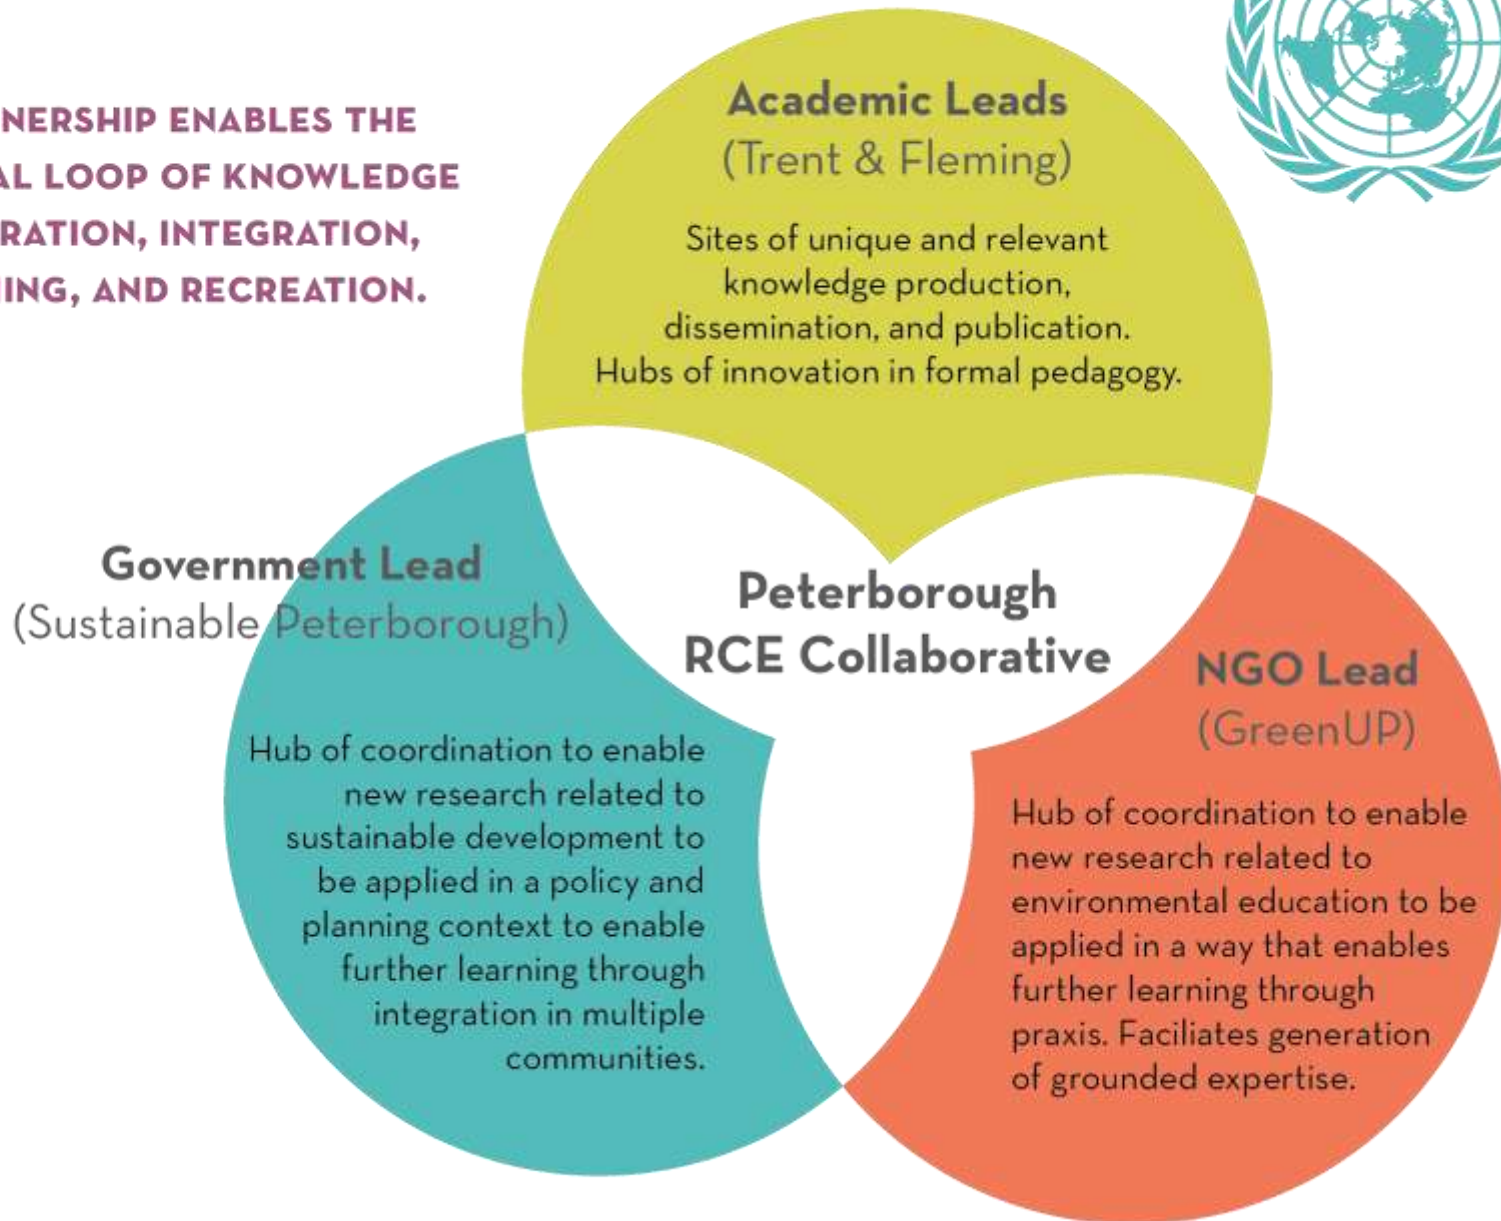 NERSHIP ENABLES THE
AL LOOP OF KNOWLEDGE
RATION, INTEGRATION,
ING, AND RECREATION.
Academic Leads
(Trent & Fleming)
Sites of unique and relevant
knowledge production,
dissemination, and publication.
Hubs of innovation in formal pedagogy.
Government Lead
(Sustainable Peterborough)
Hub of coordination to enable
new research related to
sustainable development to
be applied in a policy and
planning context to enable
further learning through
integration in multiple
communities.
Peterborough
RCE Collaborative
NGO Lead
(GreenUP)
Hub of coordination to enable
new research related to
environmental education to be
applied in a way that enables
further learning through
praxis. Faciliates generation
of grounded expertise.